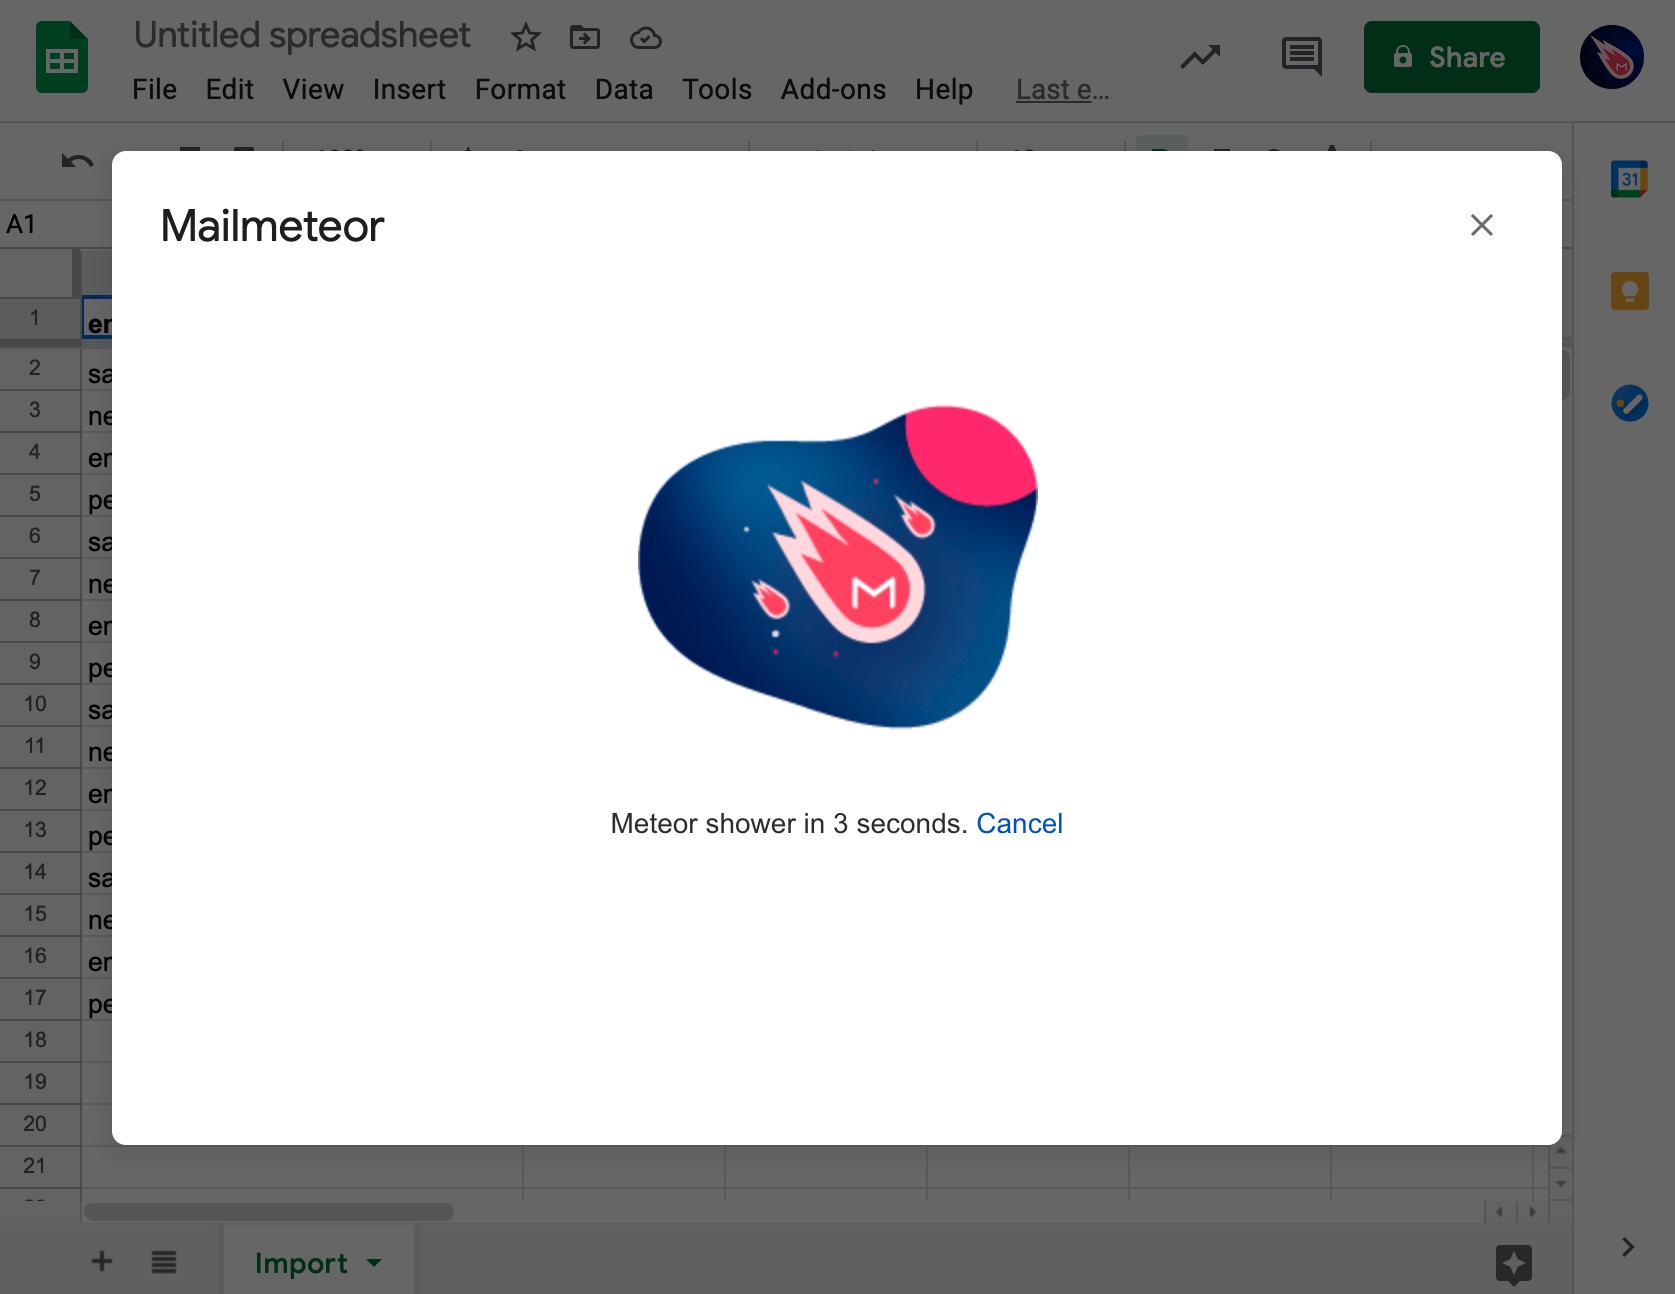 Untitled spreadsheet
File Edit View Insert Format Data Tools Add-ons Help Last e...
Share
31
A1
Mailmeteor
1 er
2 sa
3 ne
4 er
5 pe
6 sa
7 ne
8 er
9 pe
10 sa
11 ne
12 er
13 pe
14 sa
15 ne
16 er
17 pe
18
19
20
21
M
Meteor shower in 3 seconds. Cancel
Import